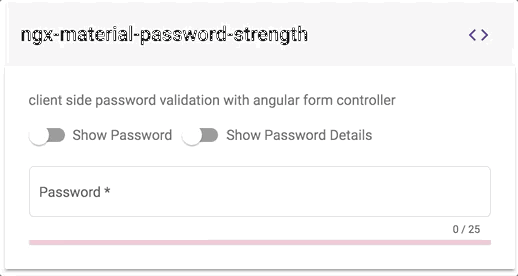 ngx-material-password-strength
<>
client side password validation with angular form controller
Show Password Show Password Details
Password *
0 / 25